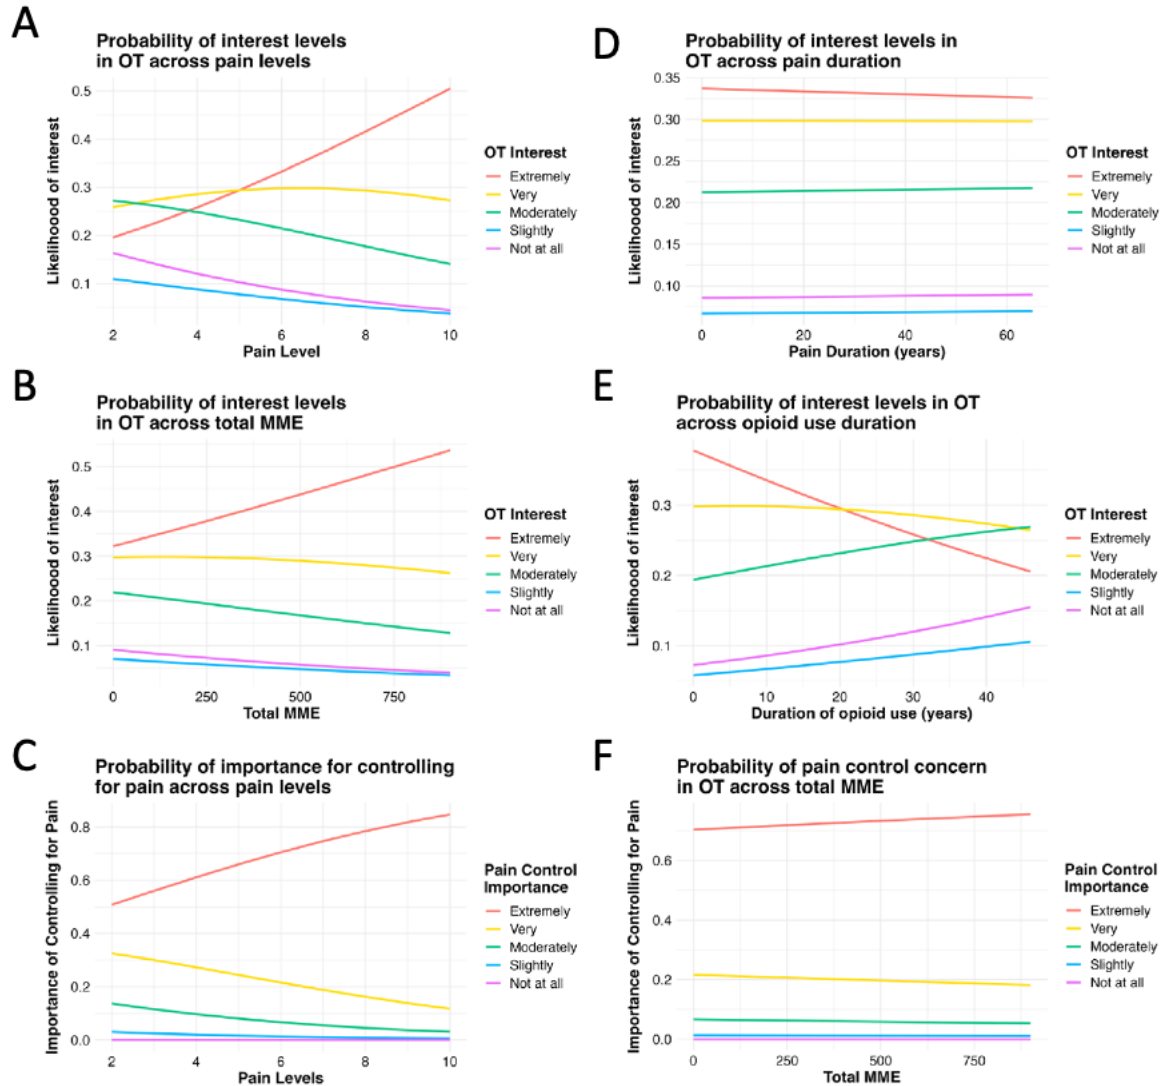 A
Probability of interest levels
in OT across pain levels
Likelihoood of interest
0.5
0.4
0.3
0.2
0.1
2
4
6
8
10
Pain Level
OT Interest
Extremely
Very
Moderately
Slightly
Not at all
D
Probability of interest levels in
OT across pain duration
Likelihoood of interest
0.35
0.30
0.25
0.20
0.15
0.10
0
20
40
60
Pain Duration (years)
OT Interest
Extremely
Very
Moderately
Slightly
Not at all
B
Probability of interest levels
in OT across total MME
Likelihoood of interest
0.5
0.4
0.3
0.2
0.1
0
250
500
750
Total MME
OT Interest
Extremely
Very
Moderately
Slightly
Not at all
E
Probability of interest levels in OT
across opioid use duration
Likelihoood of interest
0.3
0.2
0.1
0
10
20
30
40
Duration of opioid use (years)
OT Interest
Extremely
Very
Moderately
Slightly
Not at all
C
Probability of importance for controlling
for pain across pain levels
Importance of Controlling for Pain
0.8
0.6
0.4
0.2
0.0
2
4
6
8
10
Pain Levels
Pain Control
Importance
Extremely
Very
Moderately
Slightly
Not at all
F
Probability of pain control concern
in OT across total MME
Importance of Controlling for Pain
0.6
0.4
0.2
0.0
0
250
500
750
Total MME
Pain Control
Importance
Extremely
Very
Moderately
Slightly
Not at all